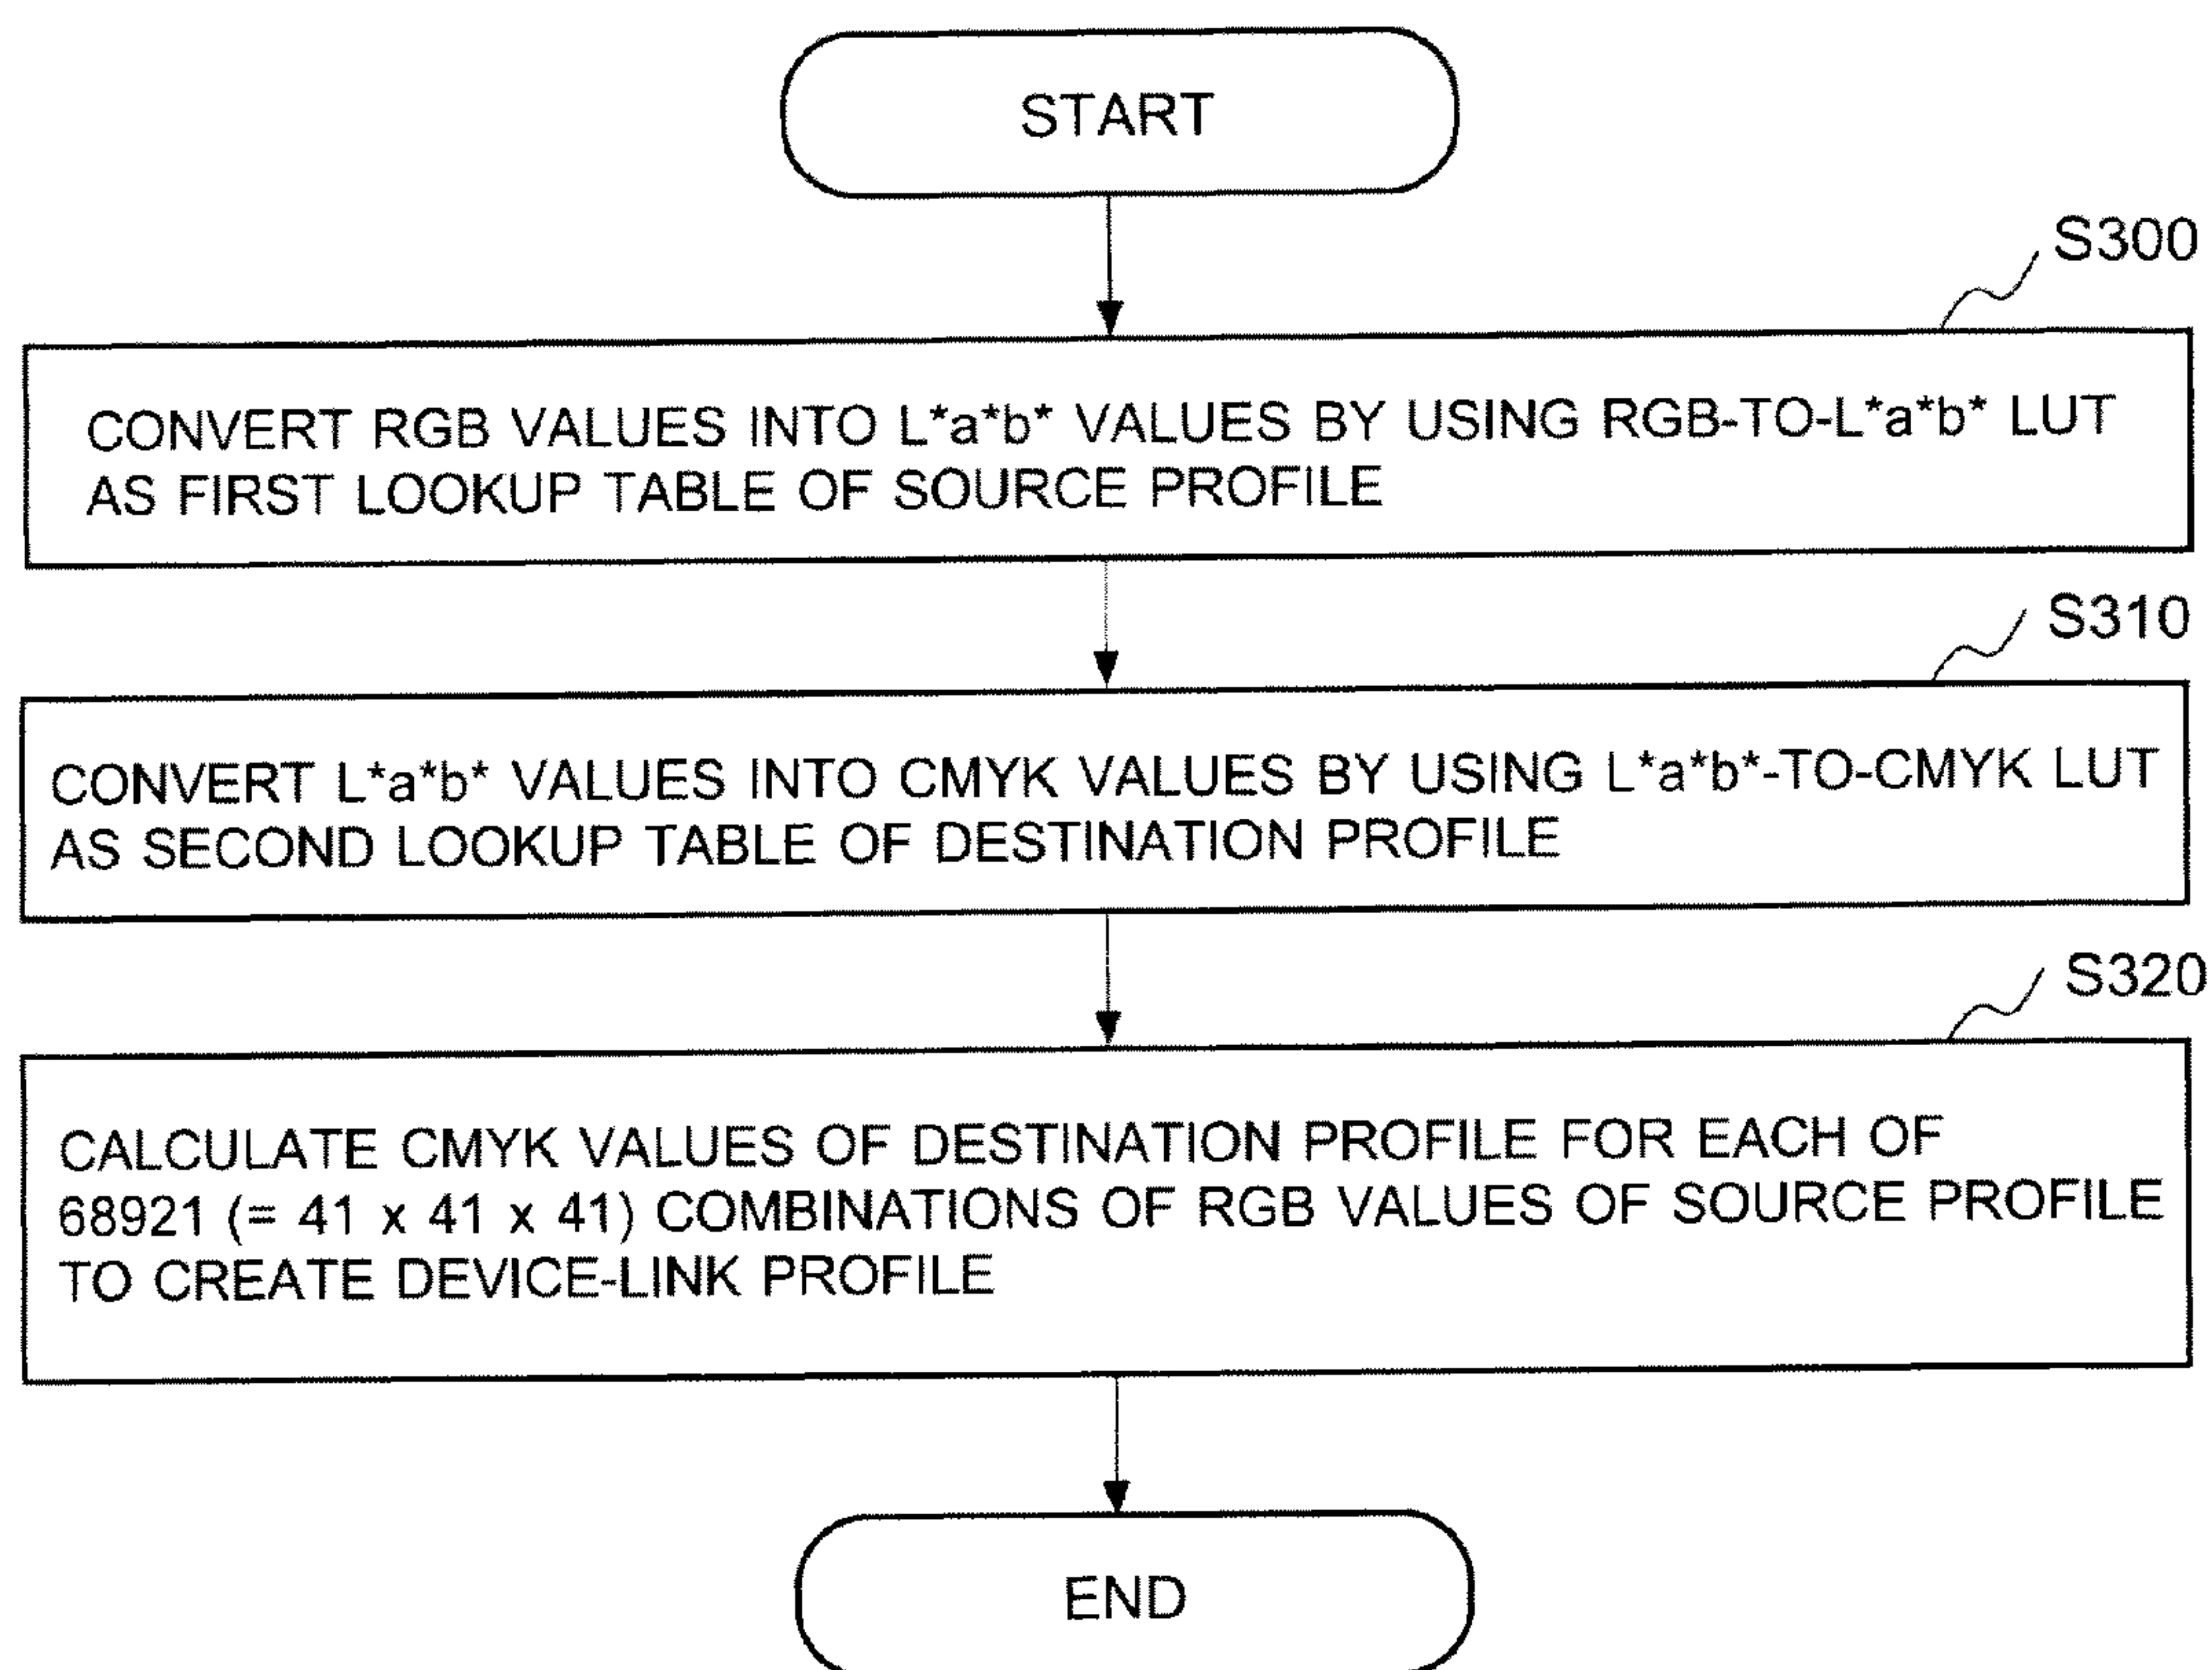 START
S300
CONVERT RGB VALUES INTO L*a*b* VALUES BY USING RGB-TO-L*a*b* LUT
AS FIRST LOOKUP TABLE OF SOURCE PROFILE
S310
CONVERT L*a*b* VALUES INTO CMYK VALUES BY USING L*a*b*-TO-CMYK LUT
AS SECOND LOOKUP TABLE OF DESTINATION PROFILE
S320
CALCULATE CMYK VALUES OF DESTINATION PROFILE FOR EACH OF
68921 (= 41 x 41 x 41) COMBINATIONS OF RGB VALUES OF SOURCE PROFILE
TO CREATE DEVICE-LINK PROFILE
END